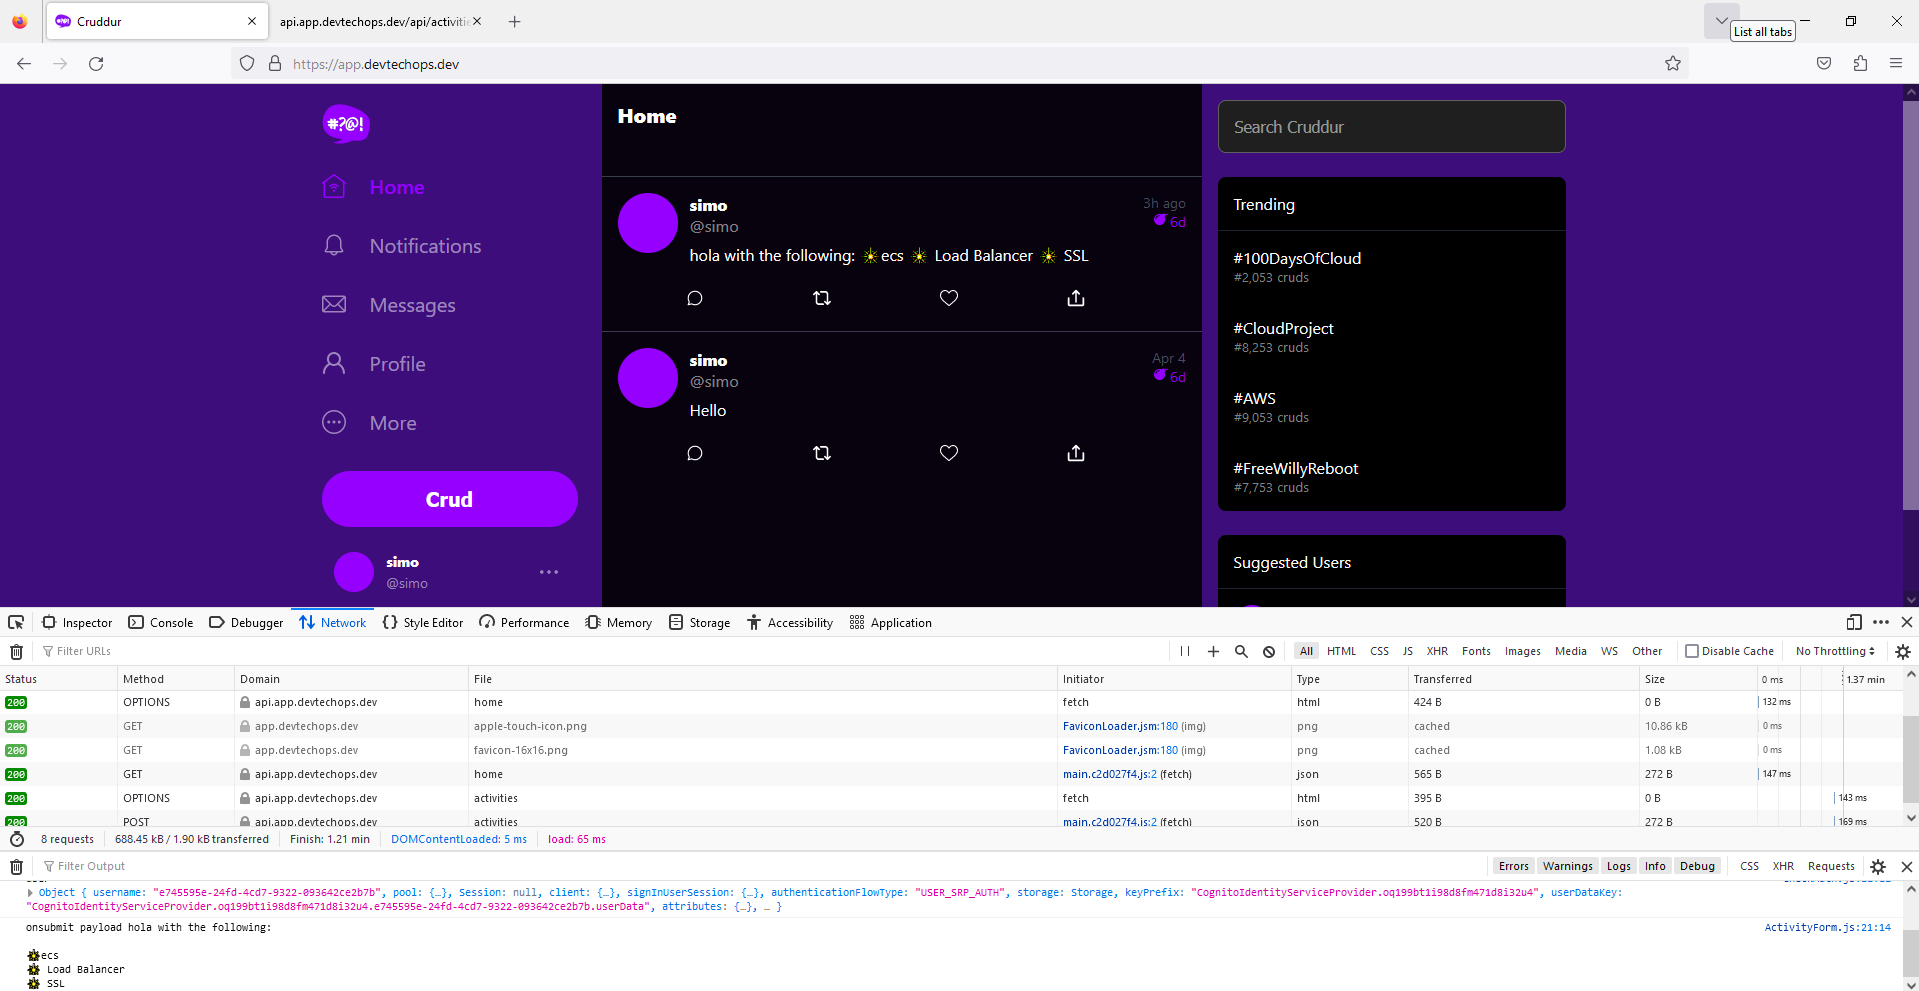 Cruddur
api.app.devtechops.dev/api/activitie
List all tabs
https://app.devtechops.dev
#?@!
Home
Notifications
Messages
Profile
More
Crud
simo
@simo
Home
simo
@simo
3h ago
6d
hola with the following: ecs Load Balancer SSL
simo
@simo
Apr 4
6d
Hello
Search Cruddur
Trending
#100DaysOfCloud
#2,053 cruds
#CloudProject
#8,253 cruds
#AWS
#9,053 cruds
#FreeWillyReboot
#7,753 cruds
Suggested Users
Inspector Console Debugger Network Style Editor Performance Memory Storage Accessibility Application
Filter URLs All HTML CSS JS XHR Fonts Images Media WS Other Disable Cache No Throttling
Status Method Domain File Initiator Type Transferred Size 0 ms 1.37 min
200 OPTIONS api.app.devtechops.dev home fetch html 424 B 0 B 132 ms
200 GET app.devtechops.dev apple-touch-icon.png FaviconLoader.jsm:180 (img) png cached 10.86 kB 0 ms
200 GET app.devtechops.dev favicon-16x16.png FaviconLoader.jsm:180 (img) png cached 1.08 kB 0 ms
200 GET api.app.devtechops.dev home main.c2d027f4.js:2 (fetch) json 565 B 272 B 147 ms
200 OPTIONS api.app.devtechops.dev activities fetch html 395 B 0 B 143 ms
200 POST api.app.devtechops.dev activities main.c2d027f4.js:2 (fetch) json 520 B 272 B 169 ms
8 requests 688.45 kB / 1.90 kB transferred Finish: 1.21 min DOMContentLoaded: 5 ms load: 65 ms
Filter Output Errors Warnings Logs Info Debug CSS XHR Requests
Object { username: "e745595e-24fd-4cd7-9322-093642ce2b7b", pool: {…}, Session: null, client: {…}, signInUserSession: {…}, authenticationFlowType: "USER_SRP_AUTH", storage: Storage, keyPrefix: "CognitoIdentityServiceProvider.oq199bt1i98d8fm471d8i32u4", userDataKey:
"CognitoIdentityServiceProvider.oq199bt1i98d8fm471d8i32u4.e745595e-24fd-4cd7-9322-093642ce2b7b.userData", attributes: {…}, … }
onsubmit payload hola with the following: ActivityForm.js:21:14
ecs
Load Balancer
SSL